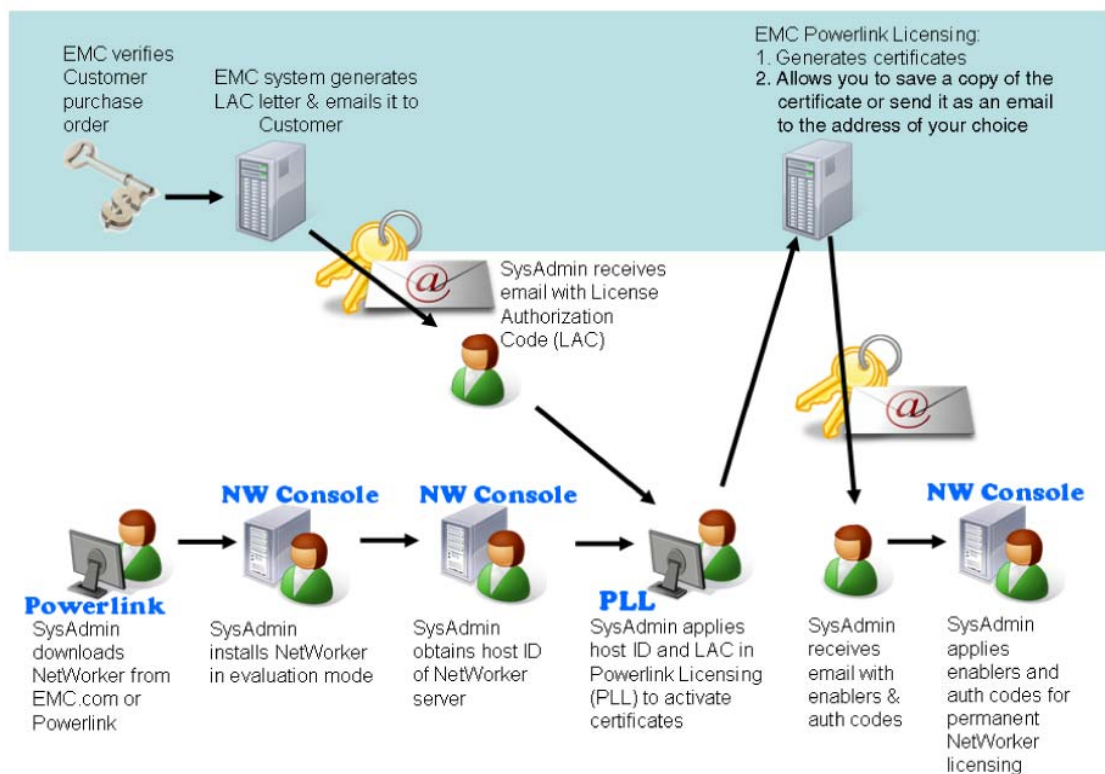 EMC verifies
Customer
purchase
order
EMC system generates
LAC letter & emails it to
Customer
EMC Powerlink Licensing:
1. Generates certificates
2. Allows you to save a copy of the
certificate or send it as an email
to the address of your choice
@
SysAdmin receives
email with License
Authorization
Code (LAC)
@
Powerlink
SysAdmin
downloads
NetWorker from
EMC.com or
Powerlink
NW Console
SysAdmin
installs NetWorker
in evaluation mode
NW Console
SysAdmin
obtains host ID
of NetWorker
server
PLL
SysAdmin applies
host ID and LAC in
Powerlink Licensing
(PLL) to activate
certificates
SysAdmin
receives
email with
enablers &
auth codes
NW Console
SysAdmin
applies
enablers and
auth codes for
permanent
NetWorker
licensing